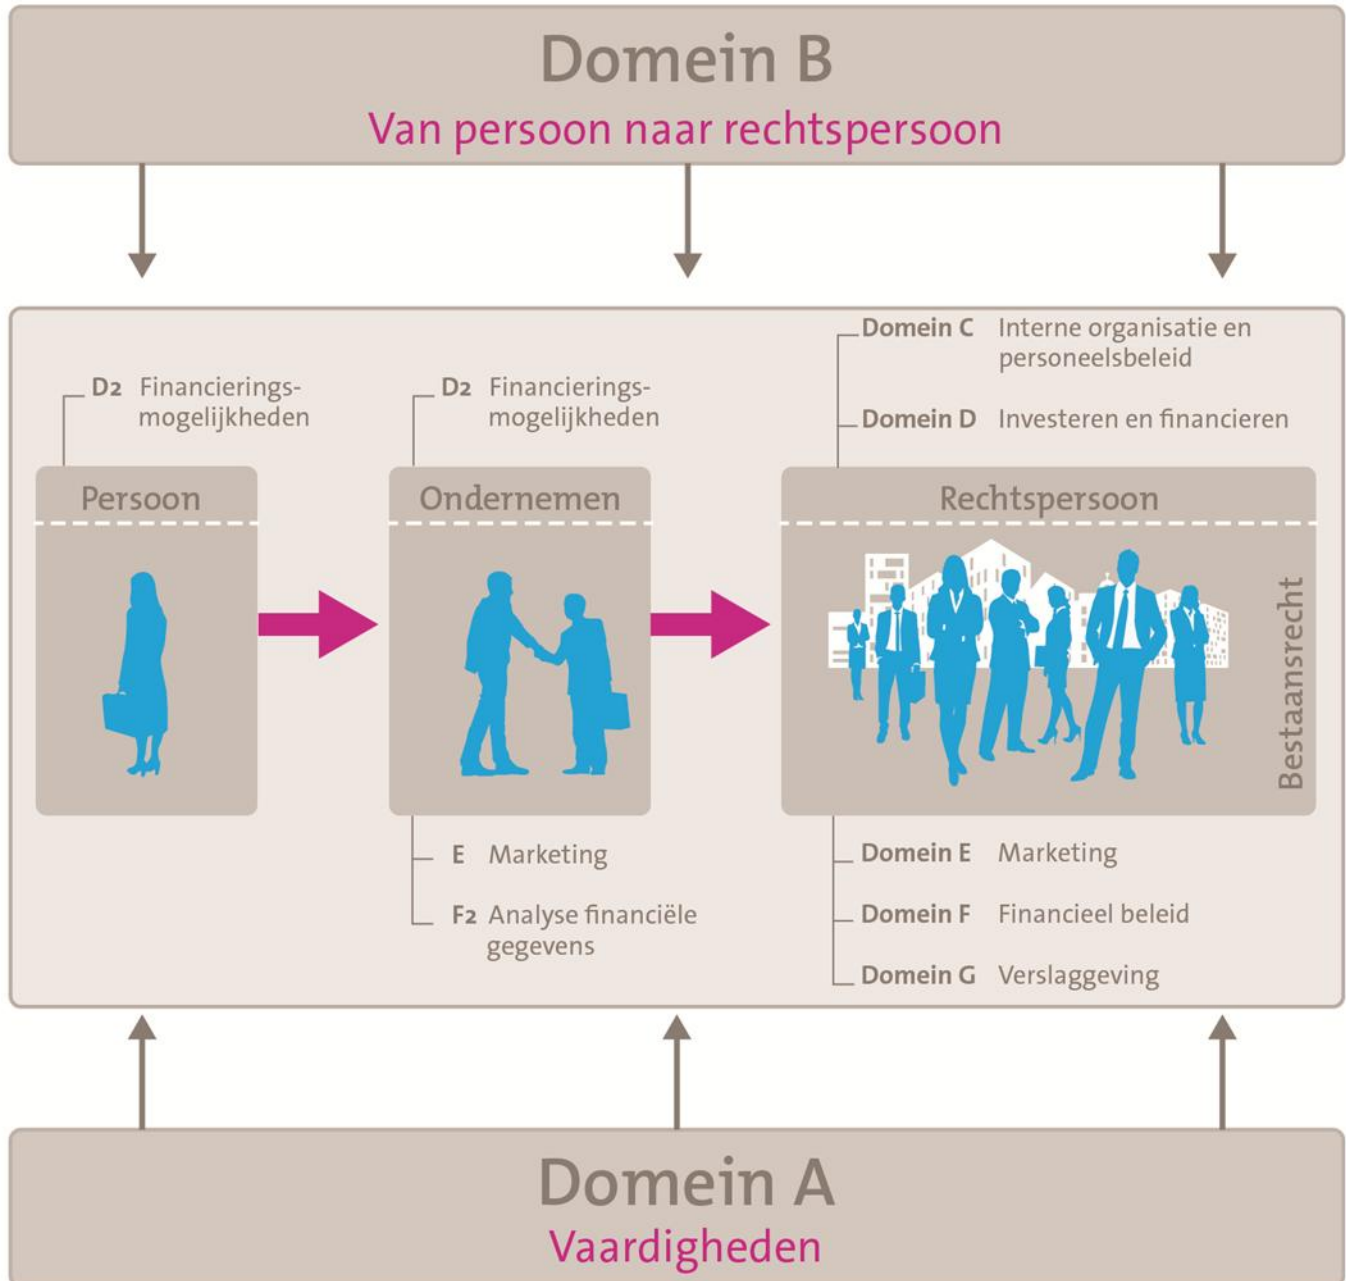 Domein B
Van persoon naar rechtspersoon
D2 Financierings-
mogelijkheden
Persoon
D2 Financierings-
mogelijkheden
Ondernemen
E Marketing
F2 Analyse financiële
gegevens
Domein C Interne organisatie en
personeelsbeleid
Domein D Investeren en financieren
Rechtspersoon
Bestaansrecht
Domein E Marketing
Domein F Financieel beleid
Domein G Verslaggeving
Domein A
Vaardigheden